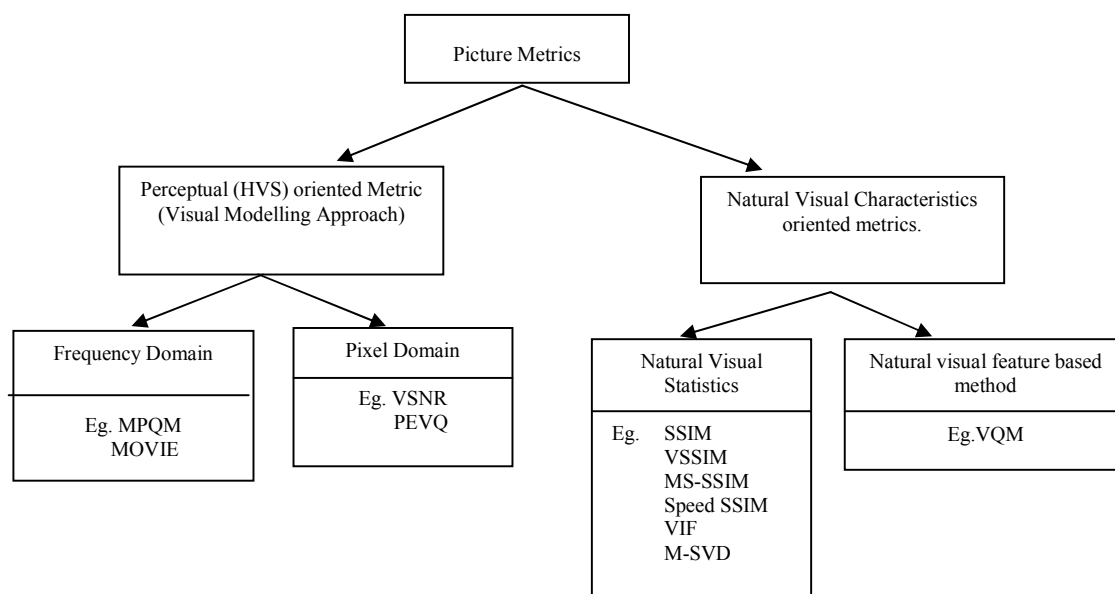 Picture Metrics
Perceptual (HVS) oriented Metric
(Visual Modelling Approach)
Natural Visual Characteristics
oriented metrics.
Frequency Domain
Eg. MPQM
MOVIE
Pixel Domain
Eg. VSNR
PEVQ
Natural Visual
Statistics
Eg. SSIM
VSSIM
MS-SSIM
Speed SSIM
VIF
M-SVD
Natural visual feature based
method
Eg.VQM